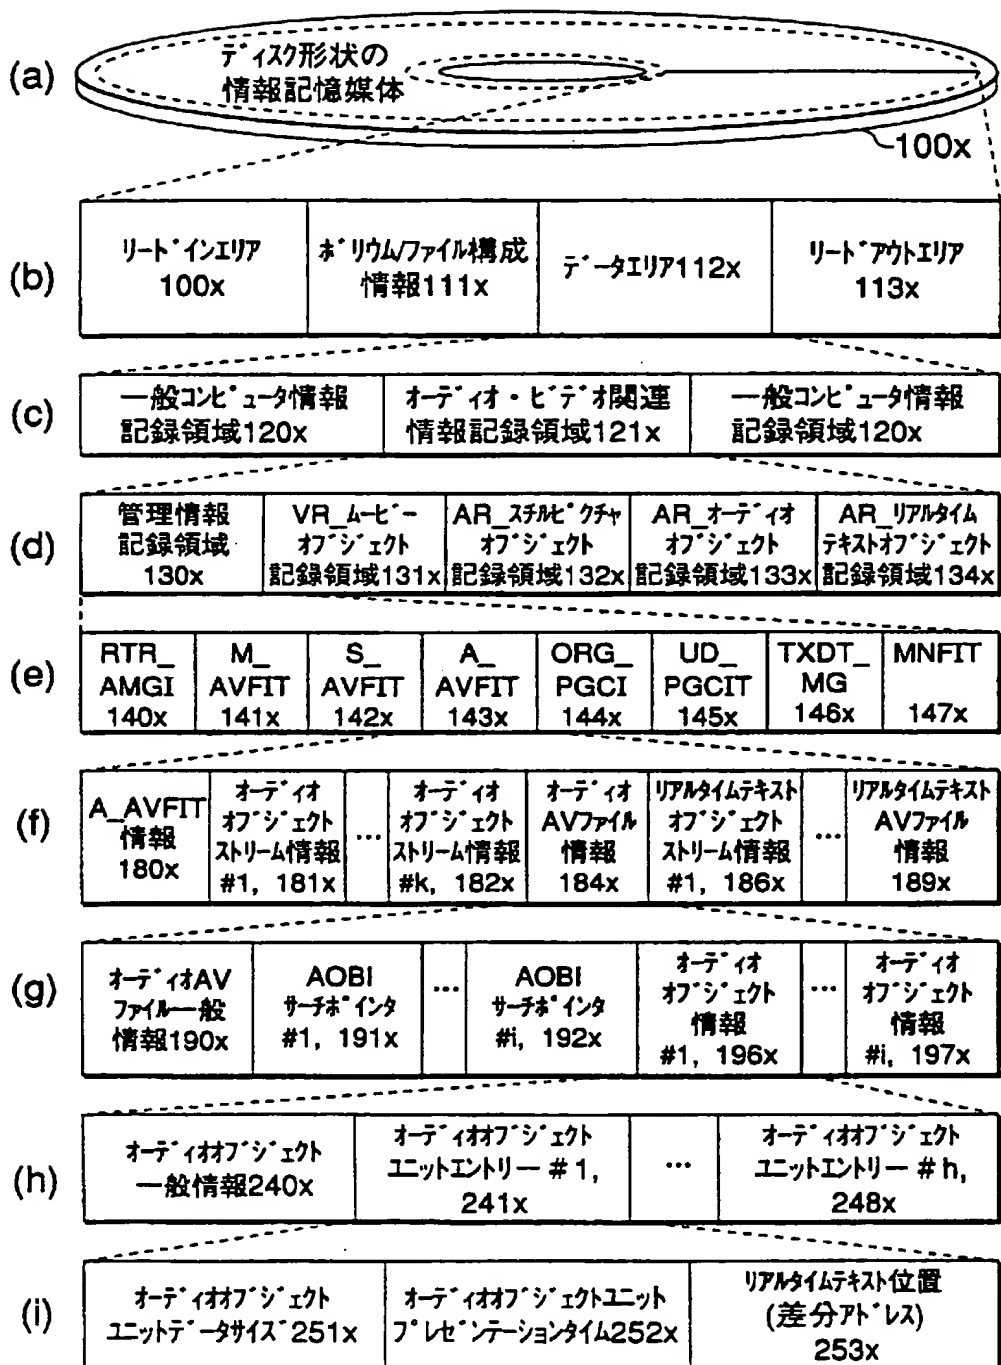 (a)
ディスク形状の
情報記憶媒体
100x
(b)
リードインエリア
100x
ボリウム/ファイル構成
情報111x
データエリア112x
リードアウトエリア
113x
(c)
一般コンピュータ情報
記録領域120x
オーディオ・ビデオ関連
情報記録領域121x
一般コンピュータ情報
記録領域120x
(d)
管理情報
記録領域
130x
VR_ムービー
オブジェクト
記録領域131x
AR_スチルピクチャ
オブジェクト
記録領域132x
AR_オーディオ
オブジェクト
記録領域133x
AR_リアルタイム
テキストオブジェクト
記録領域134x
(e)
RTR_
AMGI
140x
M_
AVFIT
141x
S_
AVFIT
142x
A_
AVFIT
143x
ORG_
PGCI
144x
UD_
PGCIT
145x
TXDT_
MG
146x
MNFIT
147x
(f)
A_AVFIT
情報
180x
オーディオ
オブジェクト
ストリーム情報
#1, 181x
…
オーディオ
オブジェクト
ストリーム情報
#k, 182x
オーディオ
AVファイル
情報
184x
リアルタイムテキスト
オブジェクト
ストリーム情報
#1, 186x
…
リアルタイムテキスト
AVファイル
情報
189x
(g)
オーディオAV
ファイル一般
情報190x
AOBI
サーチポインタ
#1, 191x
…
AOBI
サーチポインタ
#i, 192x
オーディオ
オブジェクト
情報
#1, 196x
…
オーディオ
オブジェクト
情報
#i, 197x
(h)
オーディオオブジェクト
一般情報240x
オーディオオブジェクト
ユニットエントリー #1,
241x
…
オーディオオブジェクト
ユニットエントリー #h,
248x
(i)
オーディオオブジェクト
ユニットデータサイズ251x
オーディオオブジェクトユニット
プレゼンテーションタイム252x
リアルタイムテキスト位置
(差分アドレス)
253x